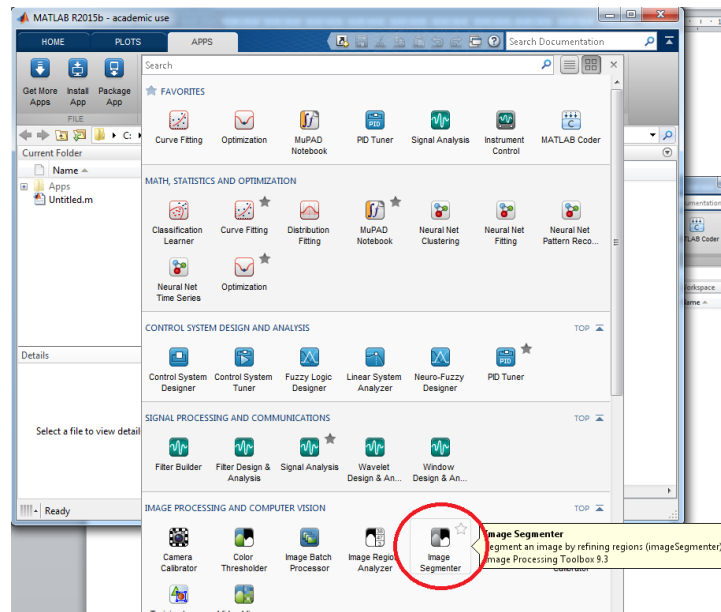 MATLAB R2015b - academic use
HOME PLOTS APPS Search Documentation
Get More Apps
Install App
Package App
FILE
Search
FAVORITES
Curve Fitting
Optimization
MuPAD Notebook
PID Tuner
Signal Analysis
Instrument Control
MATLAB Coder
C:
Current Folder
Name
Apps
Untitled.m
MATH, STATISTICS AND OPTIMIZATION
Classification Learner
Curve Fitting
Distribution Fitting
MuPAD Notebook
Neural Net Clustering
Neural Net Fitting
Neural Net Pattern Reco...
Neural Net Time Series
Optimization
CONTROL SYSTEM DESIGN AND ANALYSIS TOP
Control System Designer
Control System Tuner
Fuzzy Logic Designer
Linear System Analyzer
Neuro-Fuzzy Designer
PID Tuner
Details
Select a file to view detail
SIGNAL PROCESSING AND COMMUNICATIONS TOP
Filter Builder
Filter Design & Analysis
Signal Analysis
Wavelet Design & An...
Window Design & An...
Ready
IMAGE PROCESSING AND COMPUTER VISION TOP
Camera Calibrator
Color Thresholder
Image Batch Processor
Image Region Analyzer
Image Segmenter
Image Segmenter
Segment an image by refining regions (imageSegmenter)
Image Processing Toolbox 9.3
Calibrator
umentation
TLAB Coder
Workspace
Name